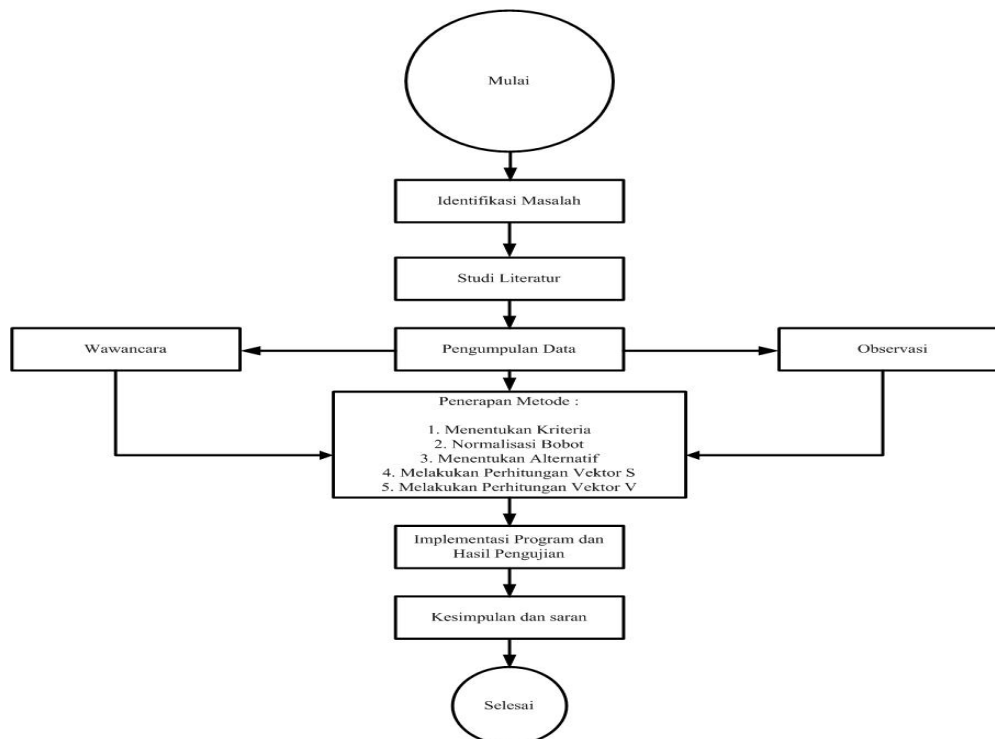 Mulai
Identifikasi Masalah
Studi Literatur
Wawancara
Pengumpulan Data
Observasi
Penerapan Metode :
1. Menentukan Kriteria
2. Normalisasi Bobot
3. Menentukan Alternatif
4. Melakukan Perhitungan Vektor S
5. Melakukan Perhitungan Vektor V
Implementasi Program dan
Hasil Pengujian
Kesimpulan dan saran
Selesai